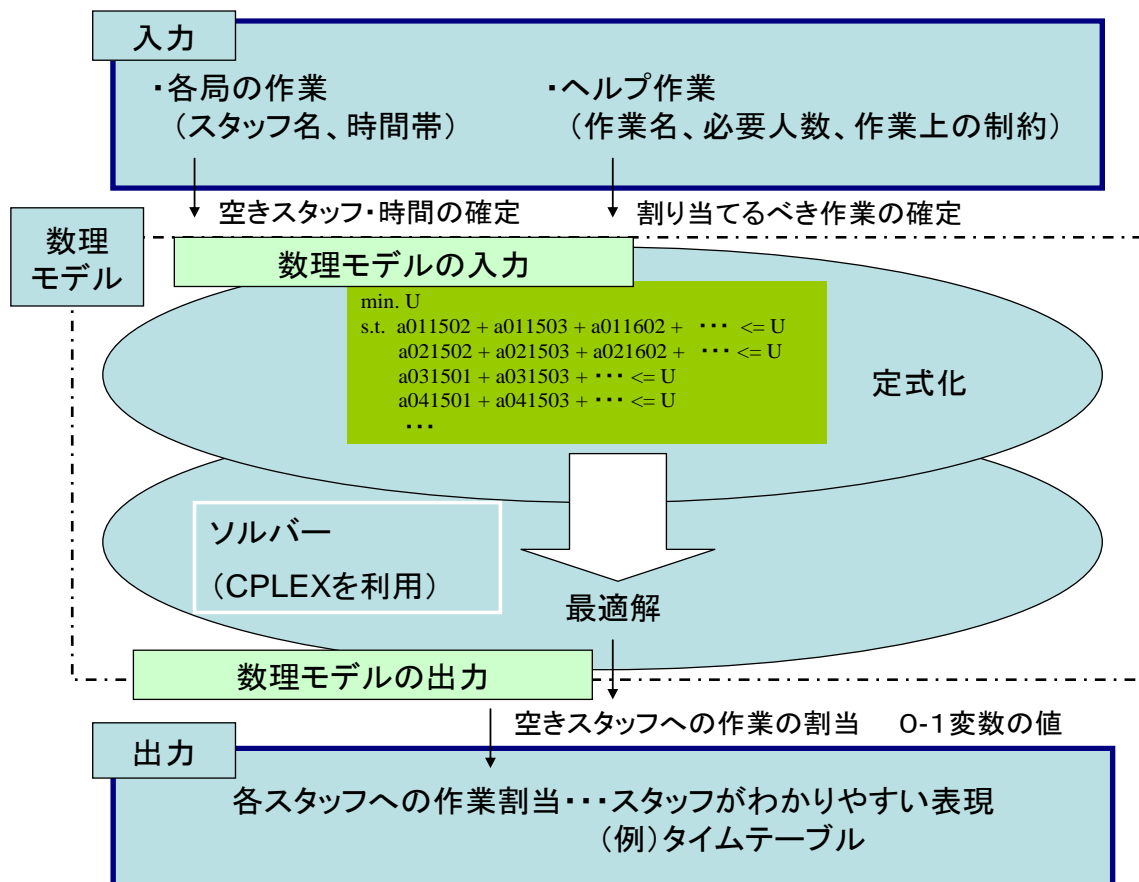 入力
・各局の作業
（スタッフ名、時間帯）
・ヘルプ作業
（作業名、必要人数、作業上の制約）
空きスタッフ・時間の確定
割り当てるべき作業の確定
数理
モデル
数理モデルの入力
min. U
s.t. a011502 + a011503 + a011602 + ・・・ <= U
a021502 + a021503 + a021602 + ・・・ <= U
a031501 + a031503 + ・・・ <= U
a041501 + a041503 + ・・・ <= U
・・・
定式化
ソルバー
（CPLEXを利用）
最適解
数理モデルの出力
空きスタッフへの作業の割当　０-１変数の値
出力
各スタッフへの作業割当・・・スタッフがわかりやすい表現
（例）タイムテーブル